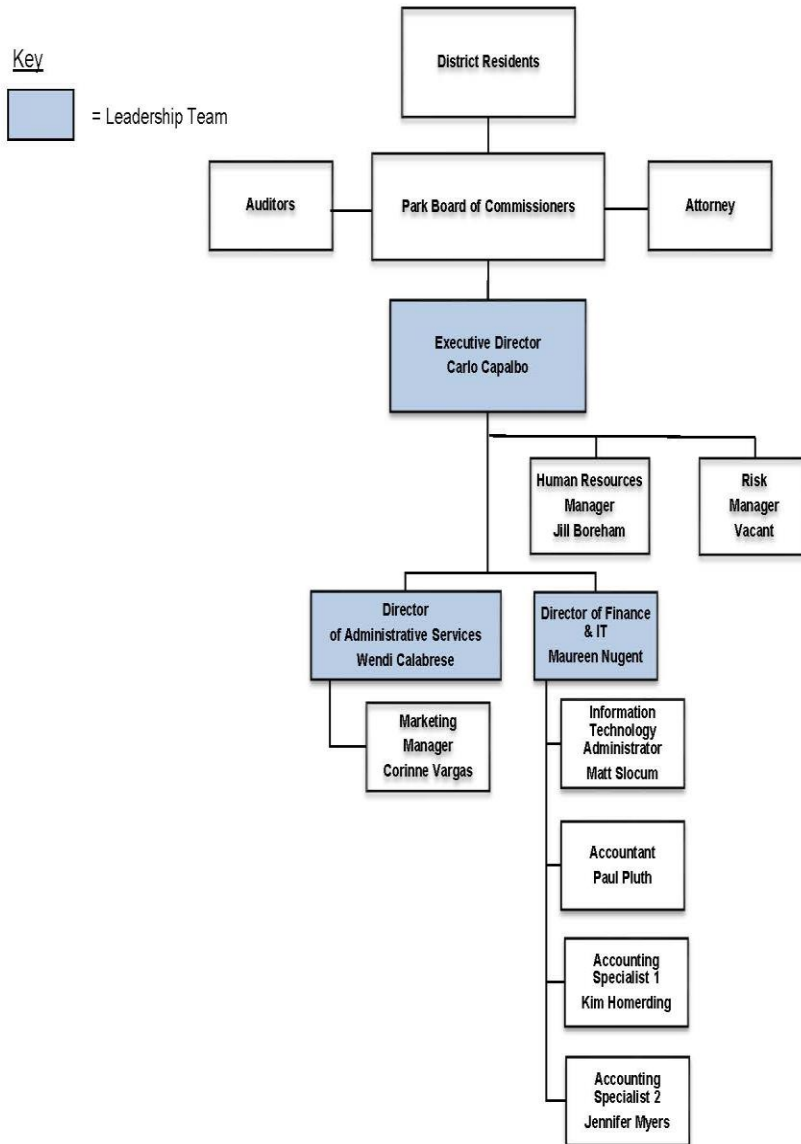 Key
= Leadership Team
District Residents
Auditors
Park Board of Commissioners
Attorney
Executive Director
Carlo Capalbo
Human Resources
Manager
Jill Boreham
Risk
Manager
Vacant
Director
of Administrative Services
Wendi Calabrese
Director of Finance
& IT
Maureen Nugent
Marketing
Manager
Corinne Vargas
Information
Technology
Administrator
Matt Slocum
Accountant
Paul Pluth
Accounting
Specialist 1
Kim Homerding
Accounting
Specialist 2
Jennifer Myers